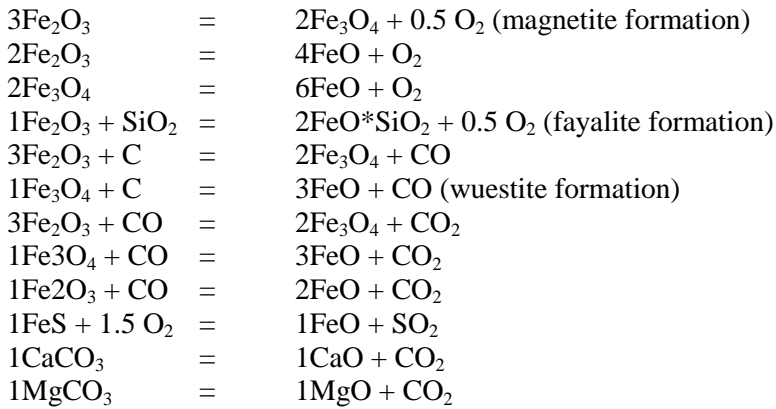 3Fe₂O₃ = 2Fe₃O₄ + 0.5 O₂ (magnetite formation)
2Fe₂O₃ = 4FeO + O₂
2Fe₃O₄ = 6FeO + O₂
1Fe₂O₃ + SiO₂ = 2FeO*SiO₂ + 0.5 O₂ (fayalite formation)
3Fe₂O₃ + C = 2Fe₃O₄ + CO
1Fe₃O₄ + C = 3FeO + CO (wuestite formation)
3Fe₂O₃ + CO = 2Fe₃O₄ + CO₂
1Fe3O₄ + CO = 3FeO + CO₂
1Fe2O₃ + CO = 2FeO + CO₂
1FeS + 1.5 O₂ = 1FeO + SO₂
1CaCO₃ = 1CaO + CO₂
1MgCO₃ = 1MgO + CO₂